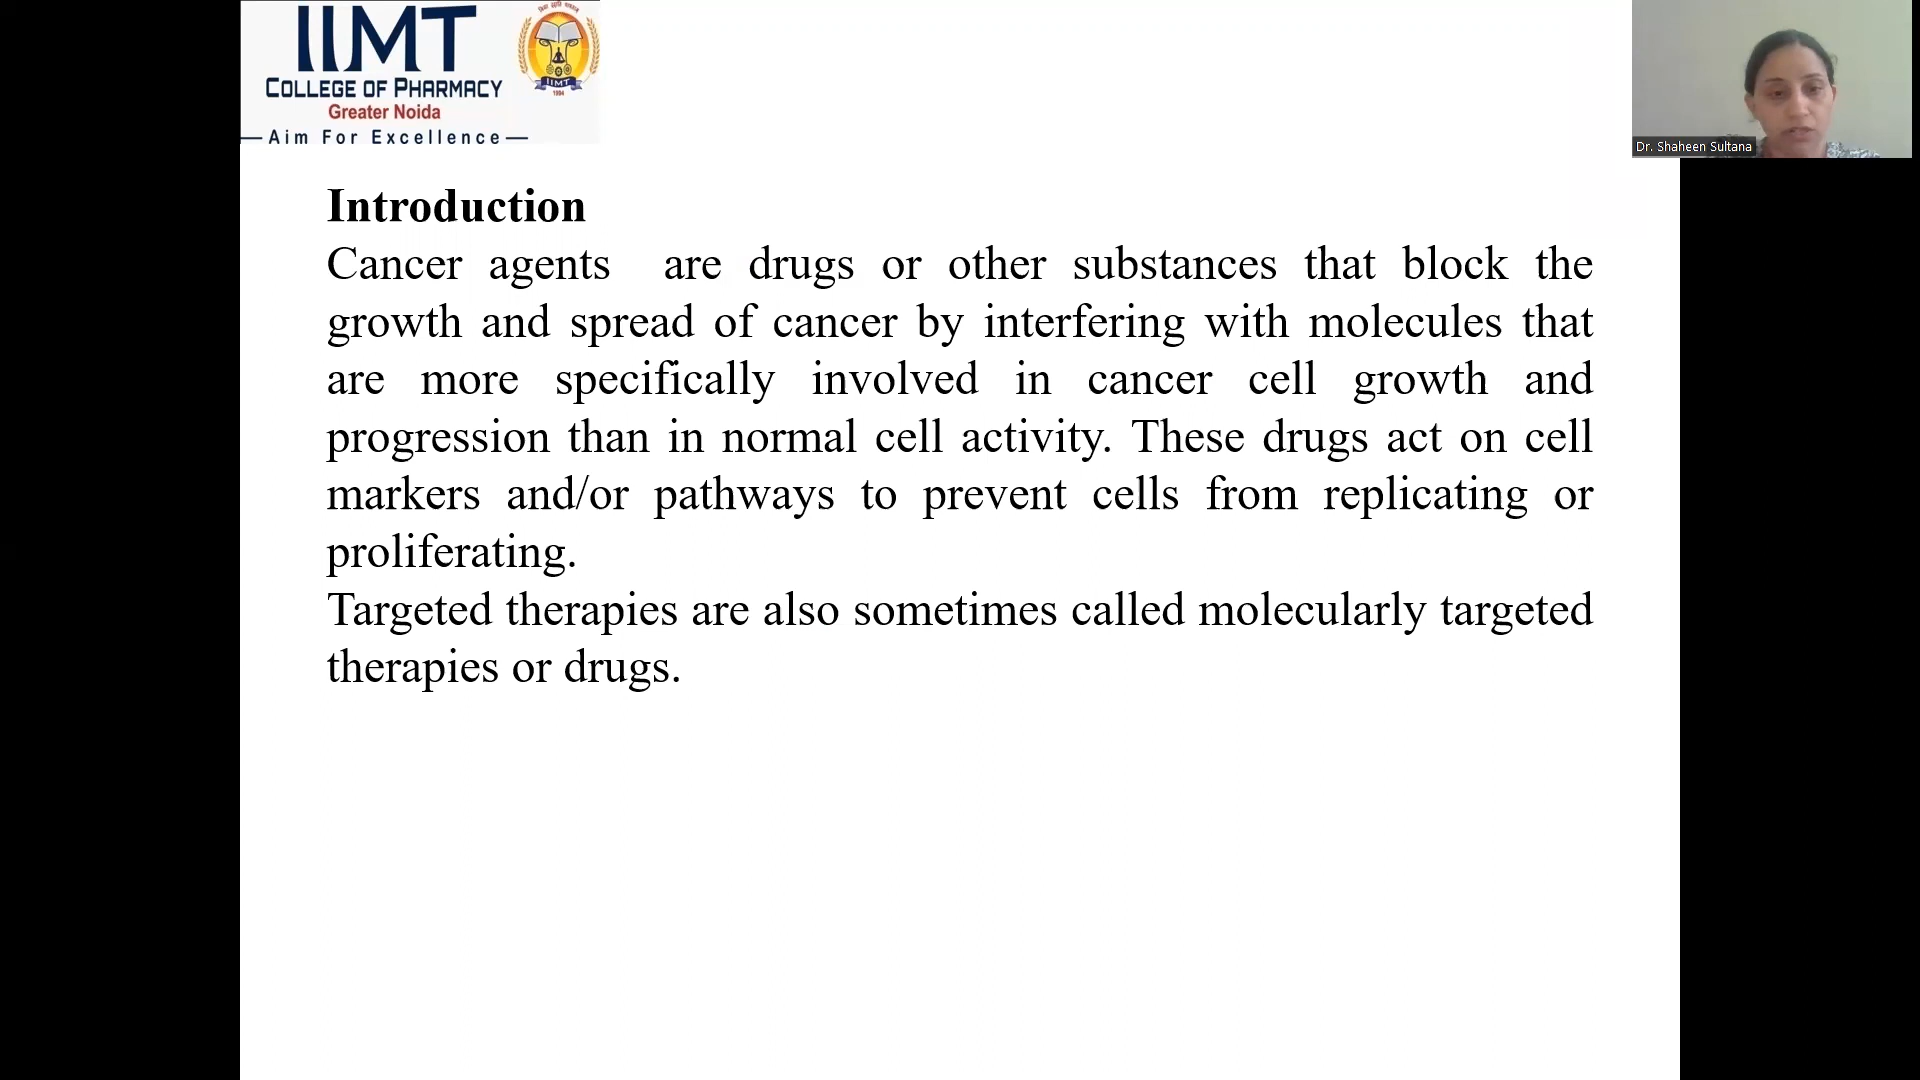 IIMT
COLLEGE OF PHARMACY
Greater Noida
Aim For Excellence
IIMT
1994
Dr. Shaheen Sultana
Introduction
Cancer agents are drugs or other substances that block the
growth and spread of cancer by interfering with molecules that
are more specifically involved in cancer cell growth and
progression than in normal cell activity. These drugs act on cell
markers and/or pathways to prevent cells from replicating or
proliferating.
Targeted therapies are also sometimes called molecularly targeted
therapies or drugs.